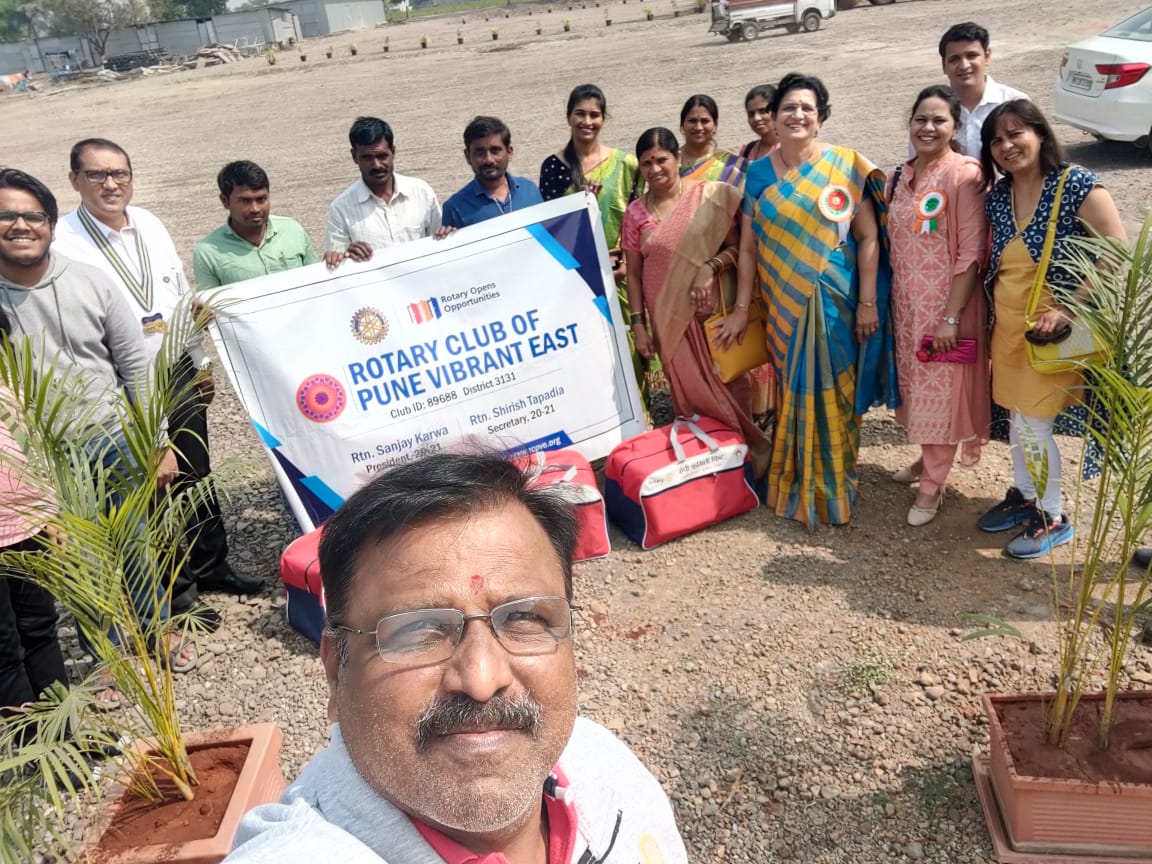 Rotary Opens
Opportunities
ROTARY CLUB OF
PUNE VIBRANT EAST
Club ID: 89688 District 3131
Rtn. Sanjay Karwa
President, 20-21
Rtn. Shirish Tapadia
Secretary, 20-21